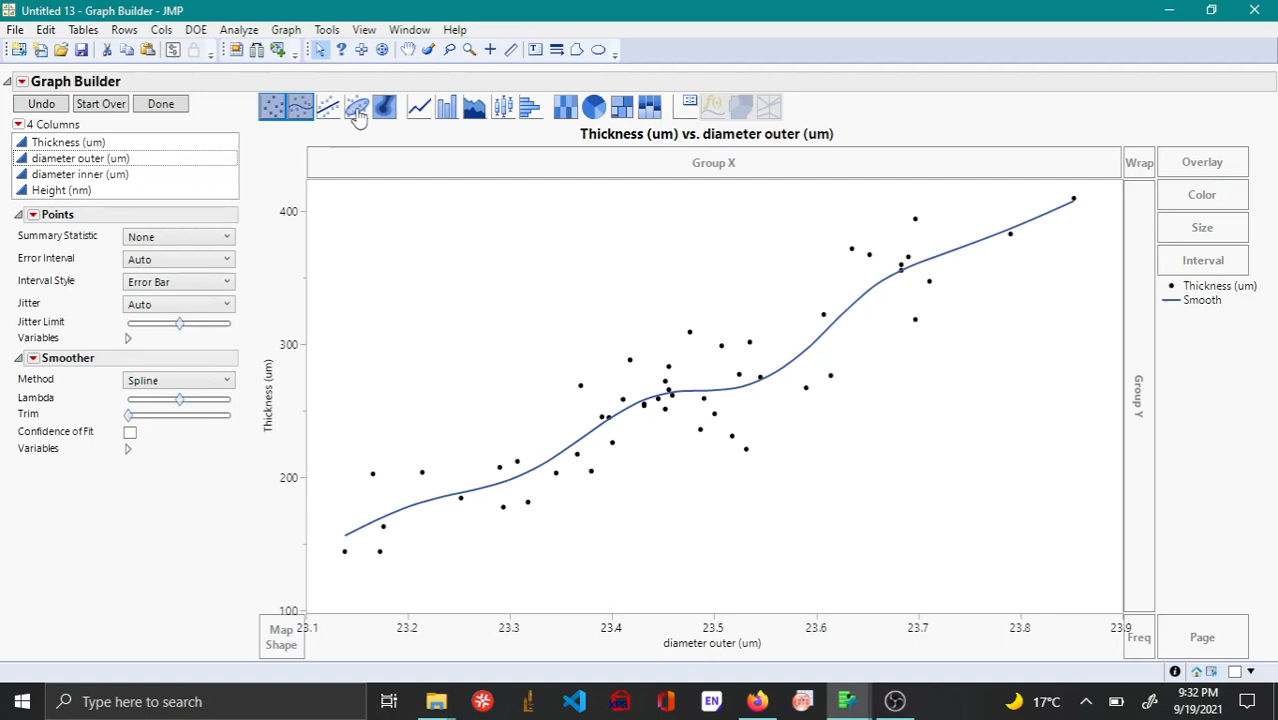 Untitled 13 - Graph Builder - JMP
File Edit Tables Rows Cols DOE Analyze Graph Tools View Window Help
Graph Builder
Undo Start Over Done
4 Columns
Thickness (um)
diameter outer (um)
diameter inner (um)
Height (nm)
Points
Summary Statistic None
Error Interval Auto
Interval Style Error Bar
Jitter Auto
Jitter Limit
Variables
Smoother
Method Spline
Lambda
Trim
Confidence of Fit
Variables
Thickness (um) vs. diameter outer (um)
Group X
Wrap
Overlay
Color
Size
Interval
Thickness (um)
Smooth
400
300
200
100
Thickness (um)
Group Y
Map Shape
23.1 23.2 23.3 23.4 23.5 23.6 23.7 23.8 23.9
diameter outer (um)
Freq
Page
Type here to search
EN
17°C
9:32 PM
9/19/2021